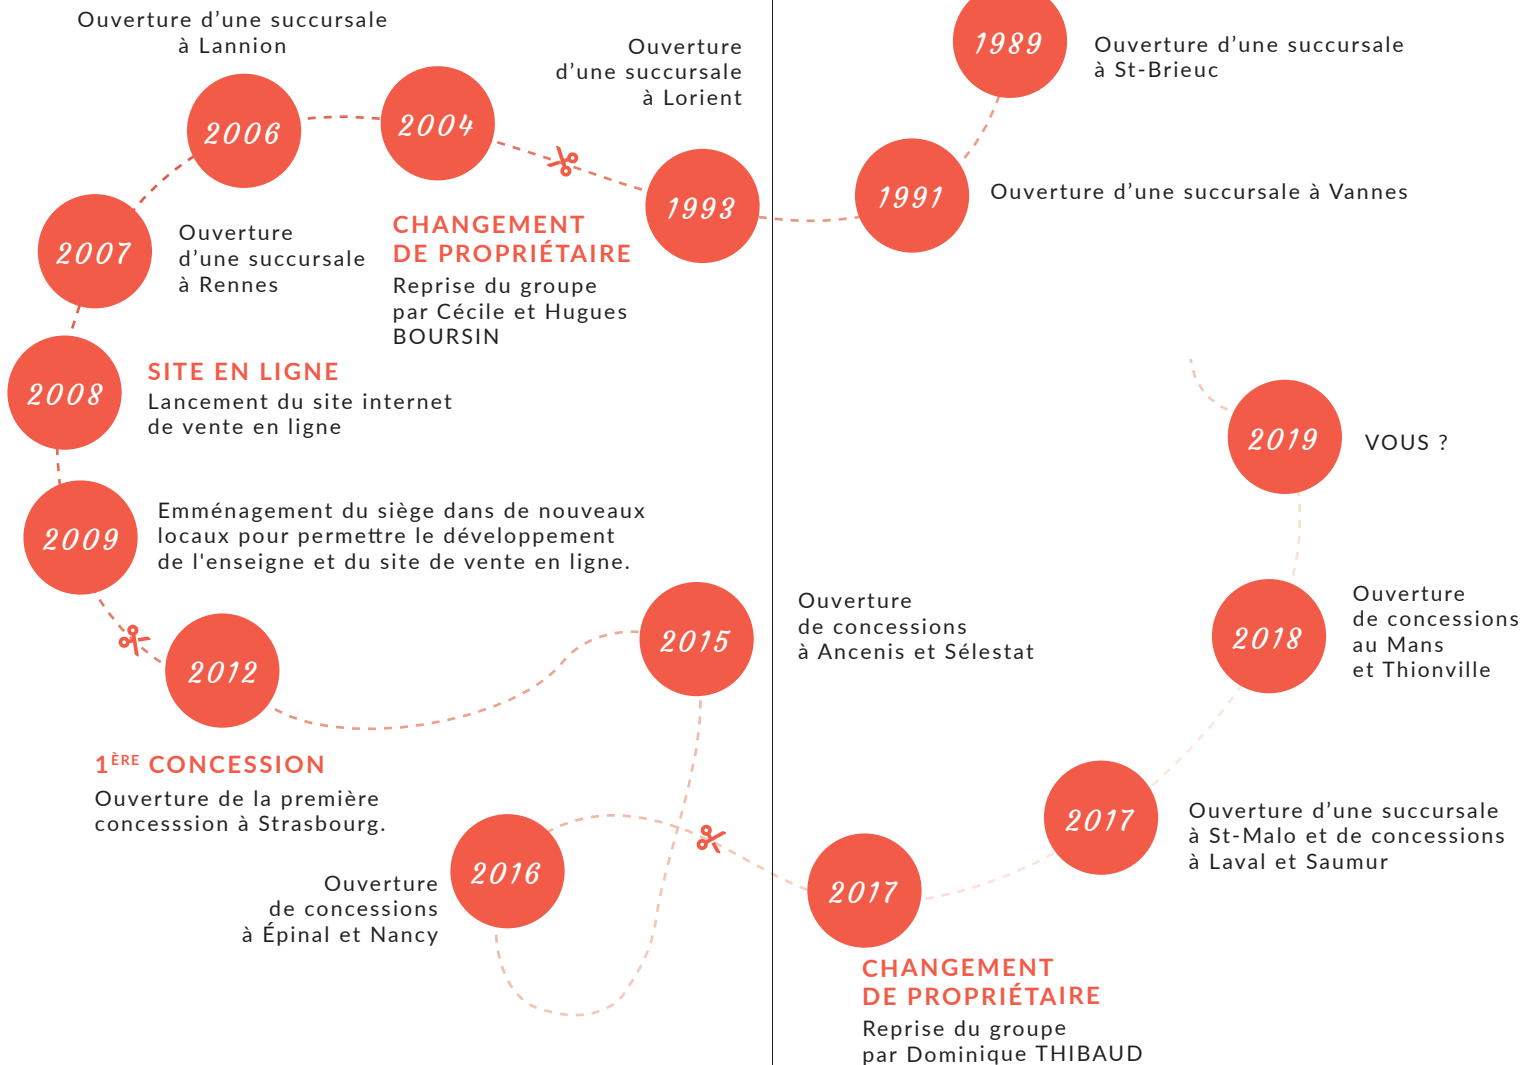 1989
Ouverture d’une succursale
à St-Brieuc
1991
Ouverture d’une succursale à Vannes
1993
Ouverture
d’une succursale
à Lorient
2004
CHANGEMENT
DE PROPRIÉTAIRE
Reprise du groupe
par Cécile et Hugues
BOURSIN
2006
Ouverture d’une succursale
à Lannion
2007
Ouverture
d’une succursale
à Rennes
2008
SITE EN LIGNE
Lancement du site internet
de vente en ligne
2009
Emménagement du siège dans de nouveaux
locaux pour permettre le développement
de l'enseigne et du site de vente en ligne.
2012
1ÈRE CONCESSION
Ouverture de la première
concesssion à Strasbourg.
2015
Ouverture
de concessions
à Ancenis et Sélestat
2016
Ouverture
de concessions
à Épinal et Nancy
2017
CHANGEMENT
DE PROPRIÉTAIRE
Reprise du groupe
par Dominique THIBAUD
2017
Ouverture d’une succursale
à St-Malo et de concessions
à Laval et Saumur
2018
Ouverture
de concessions
au Mans
et Thionville
2019
VOUS ?